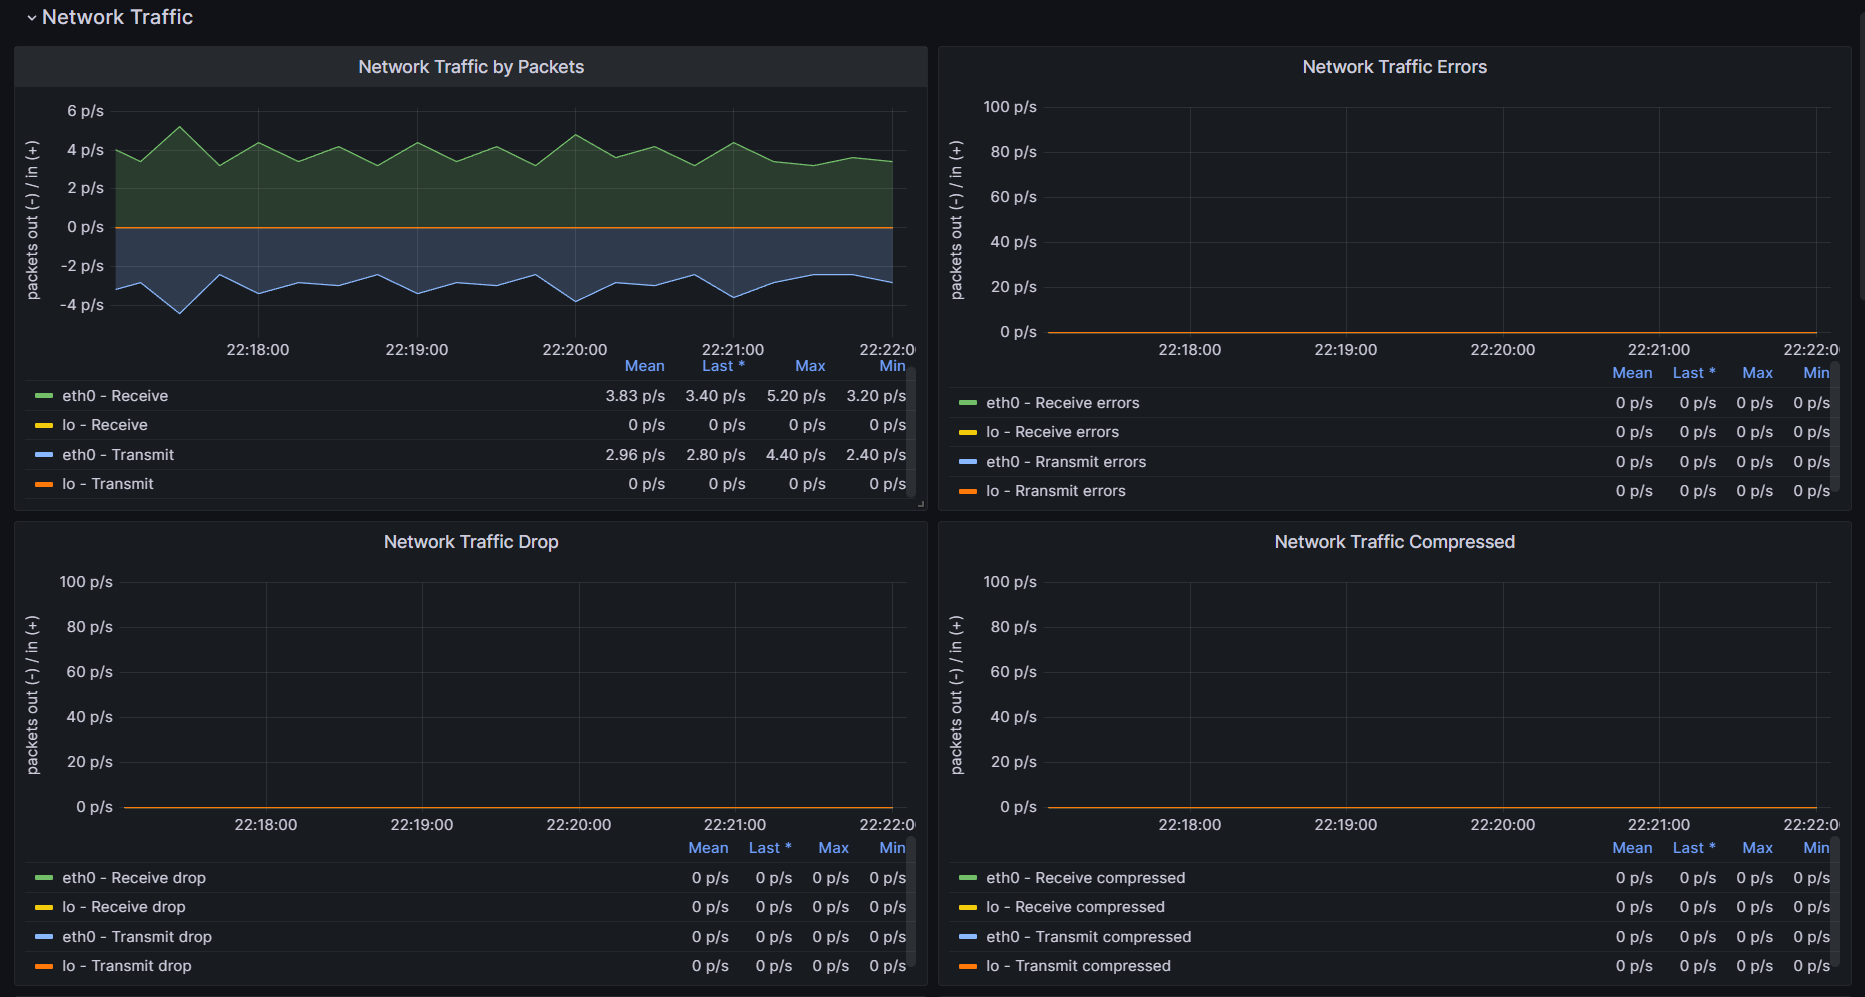 Network Traffic
Network Traffic by Packets
packets out (-) / in (+)
6 p/s
4 p/s
2 p/s
0 p/s
-2 p/s
-4 p/s
22:18:00 22:19:00 22:20:00 22:21:00 22:22:0
Mean Last * Max Min
eth0 - Receive 3.83 p/s 3.40 p/s 5.20 p/s 3.20 p/s
lo - Receive 0 p/s 0 p/s 0 p/s 0 p/s
eth0 - Transmit 2.96 p/s 2.80 p/s 4.40 p/s 2.40 p/s
lo - Transmit 0 p/s 0 p/s 0 p/s 0 p/s
Network Traffic Errors
packets out (-) / in (+)
100 p/s
80 p/s
60 p/s
40 p/s
20 p/s
0 p/s
22:18:00 22:19:00 22:20:00 22:21:00 22:22:0
Mean Last * Max Min
eth0 - Receive errors 0 p/s 0 p/s 0 p/s 0 p/s
lo - Receive errors 0 p/s 0 p/s 0 p/s 0 p/s
eth0 - Rransmit errors 0 p/s 0 p/s 0 p/s 0 p/s
lo - Rransmit errors 0 p/s 0 p/s 0 p/s 0 p/s
Network Traffic Drop
packets out (-) / in (+)
100 p/s
80 p/s
60 p/s
40 p/s
20 p/s
0 p/s
22:18:00 22:19:00 22:20:00 22:21:00 22:22:0
Mean Last * Max Min
eth0 - Receive drop 0 p/s 0 p/s 0 p/s 0 p/s
lo - Receive drop 0 p/s 0 p/s 0 p/s 0 p/s
eth0 - Transmit drop 0 p/s 0 p/s 0 p/s 0 p/s
lo - Transmit drop 0 p/s 0 p/s 0 p/s 0 p/s
Network Traffic Compressed
packets out (-) / in (+)
100 p/s
80 p/s
60 p/s
40 p/s
20 p/s
0 p/s
22:18:00 22:19:00 22:20:00 22:21:00 22:22:0
Mean Last * Max Min
eth0 - Receive compressed 0 p/s 0 p/s 0 p/s 0 p/s
lo - Receive compressed 0 p/s 0 p/s 0 p/s 0 p/s
eth0 - Transmit compressed 0 p/s 0 p/s 0 p/s 0 p/s
lo - Transmit compressed 0 p/s 0 p/s 0 p/s 0 p/s